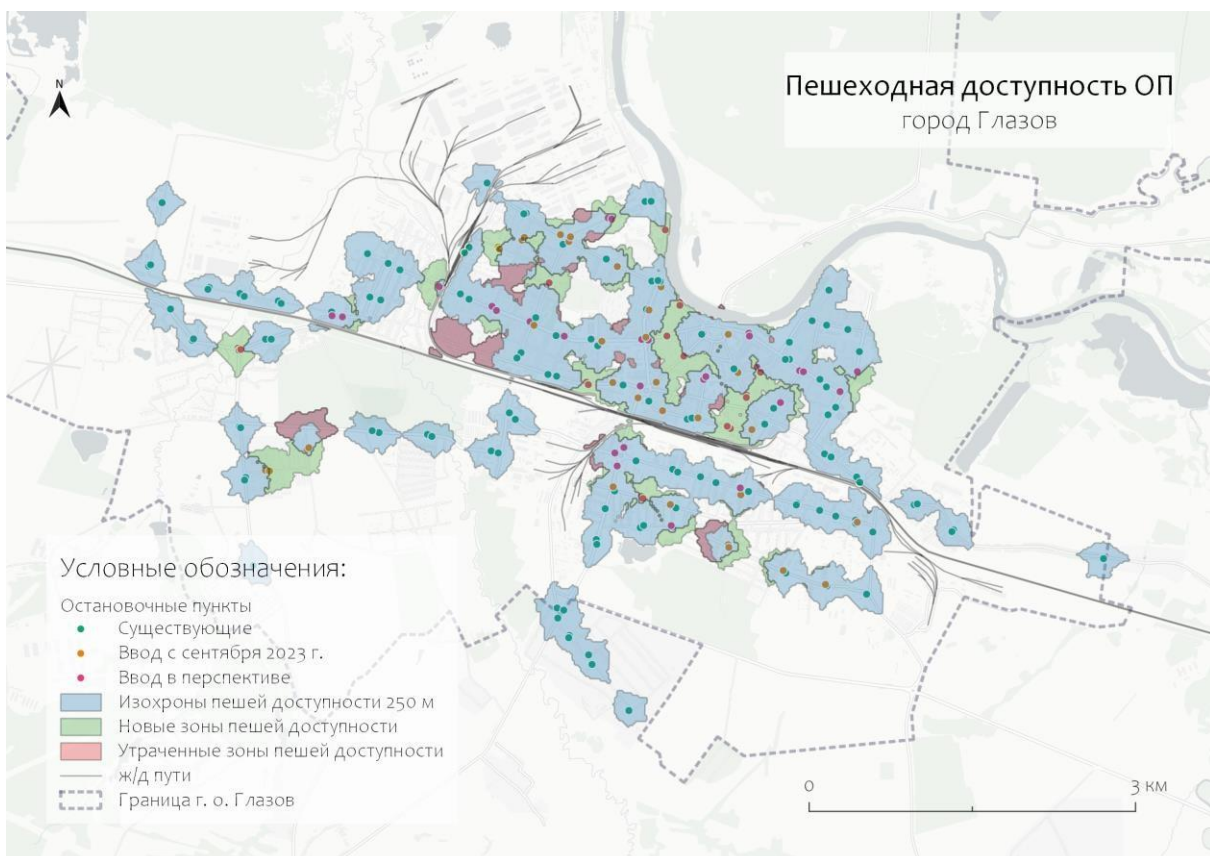 Пешеходная доступность ОП
город Глазов
N
Условные обозначения:
Остановочные пункты
Существующие
Ввод с сентября 2023 г.
Ввод в перспективе
Изохроны пешей доступности 250 м
Новые зоны пешей доступности
Утраченные зоны пешей доступности
ж/д пути
Граница г. о. Глазов
0 3 км